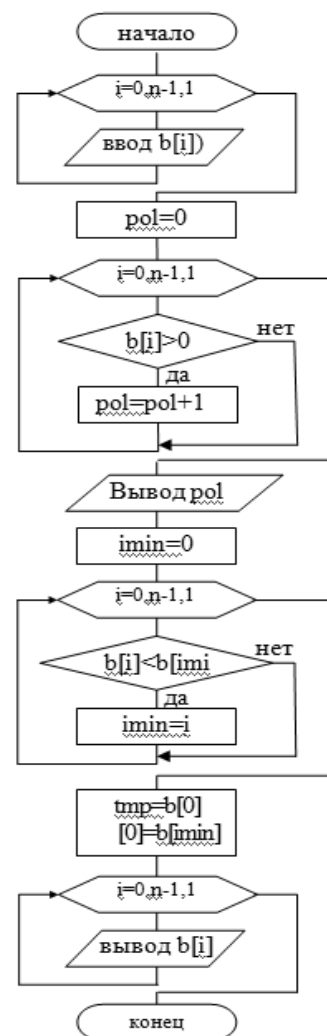 начало
i=0,n-1,1
ввод b[i])
pol=0
i=0,n-1,1
b[i]>0
нет
да
pol=pol+1
Вывод pol
imin=0
i=0,n-1,1
b[i]<b[imi
нет
да
imin=i
tmp=b[0]
[0]=b[imin]
i=0,n-1,1
вывод b[i]
конец